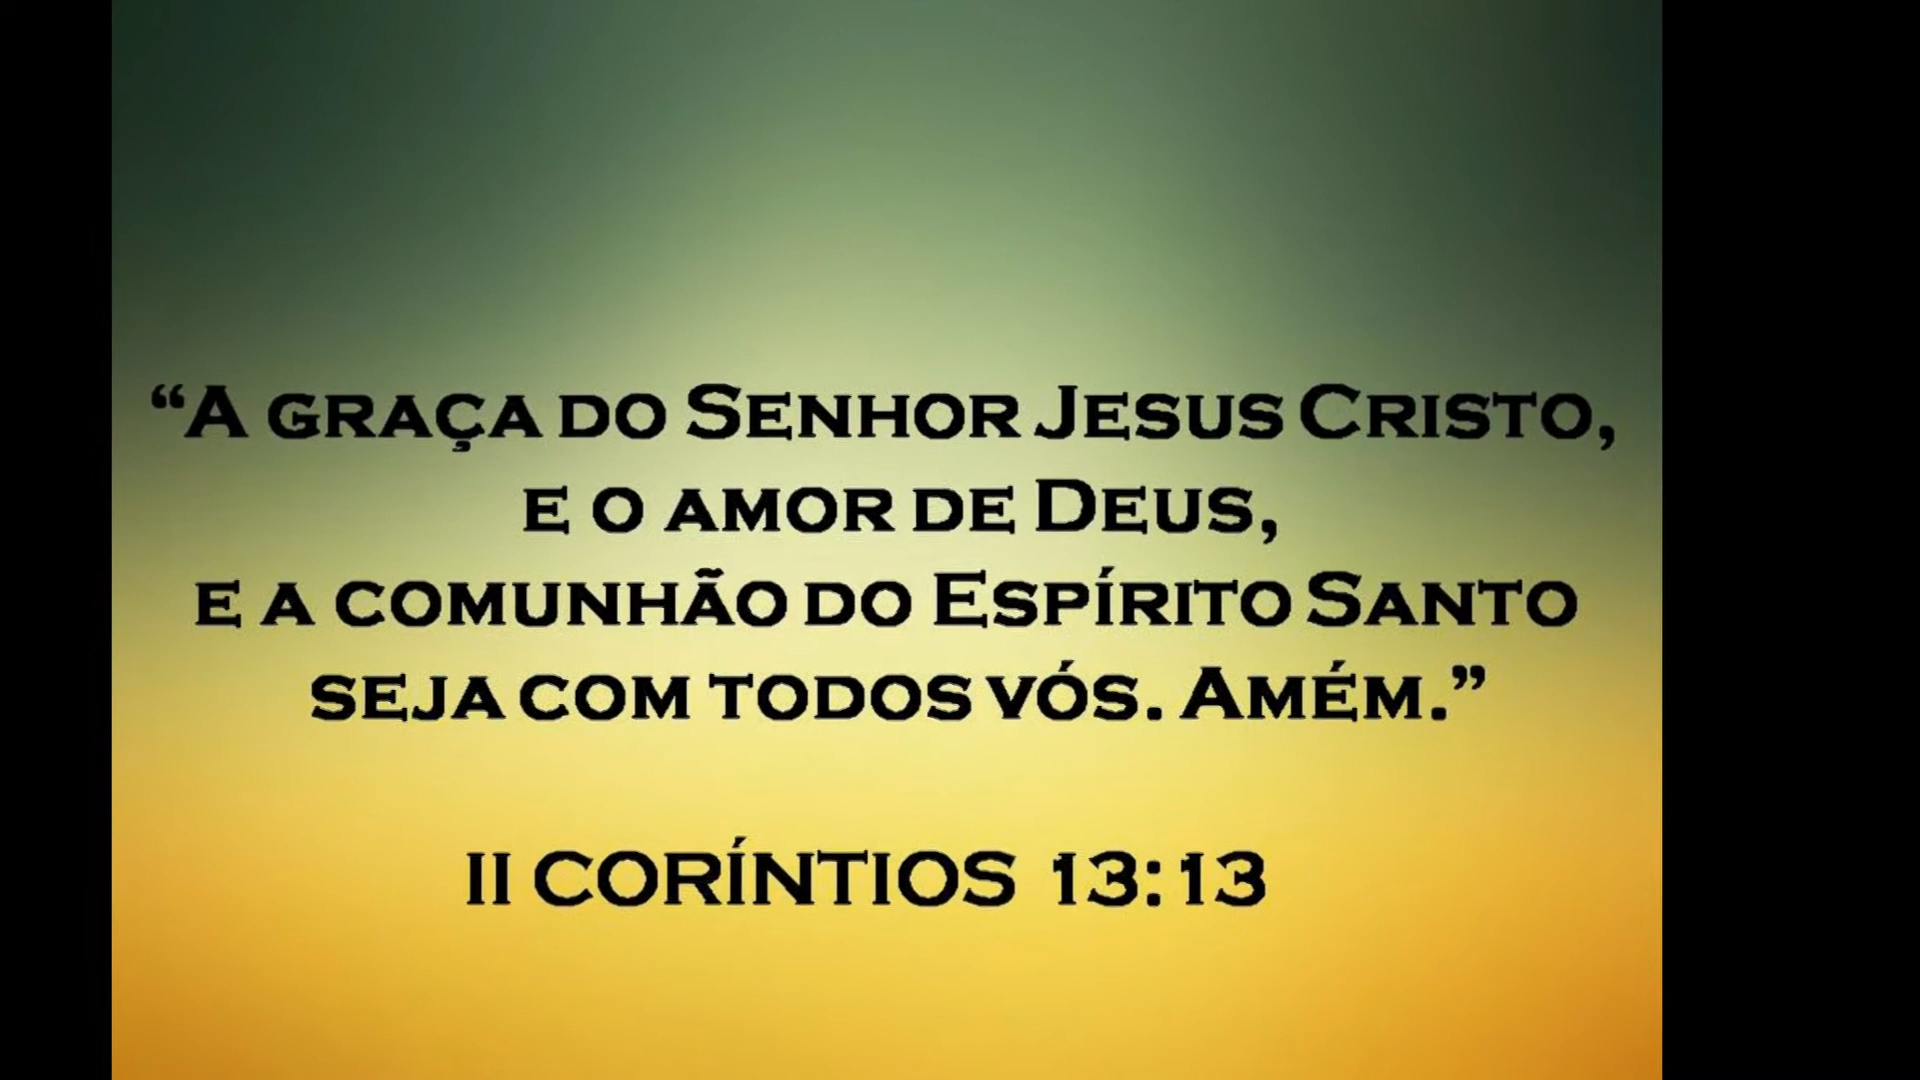 “A graça do Senhor Jesus Cristo,
e o amor de Deus,
e a comunhão do Espírito Santo
seja com todos vós. Amém.”
II CORÍNTIOS 13:13